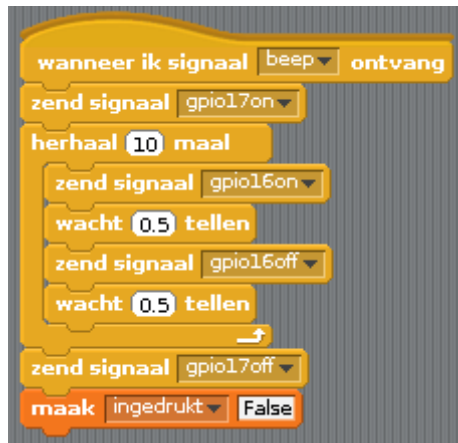 wanneer ik signaal beep ontvang
zend signaal gpio17on
herhaal 10 maal
zend signaal gpio16on
wacht 0.5 tellen
zend signaal gpio16off
wacht 0.5 tellen
zend signaal gpio17off
maak ingedrukt False